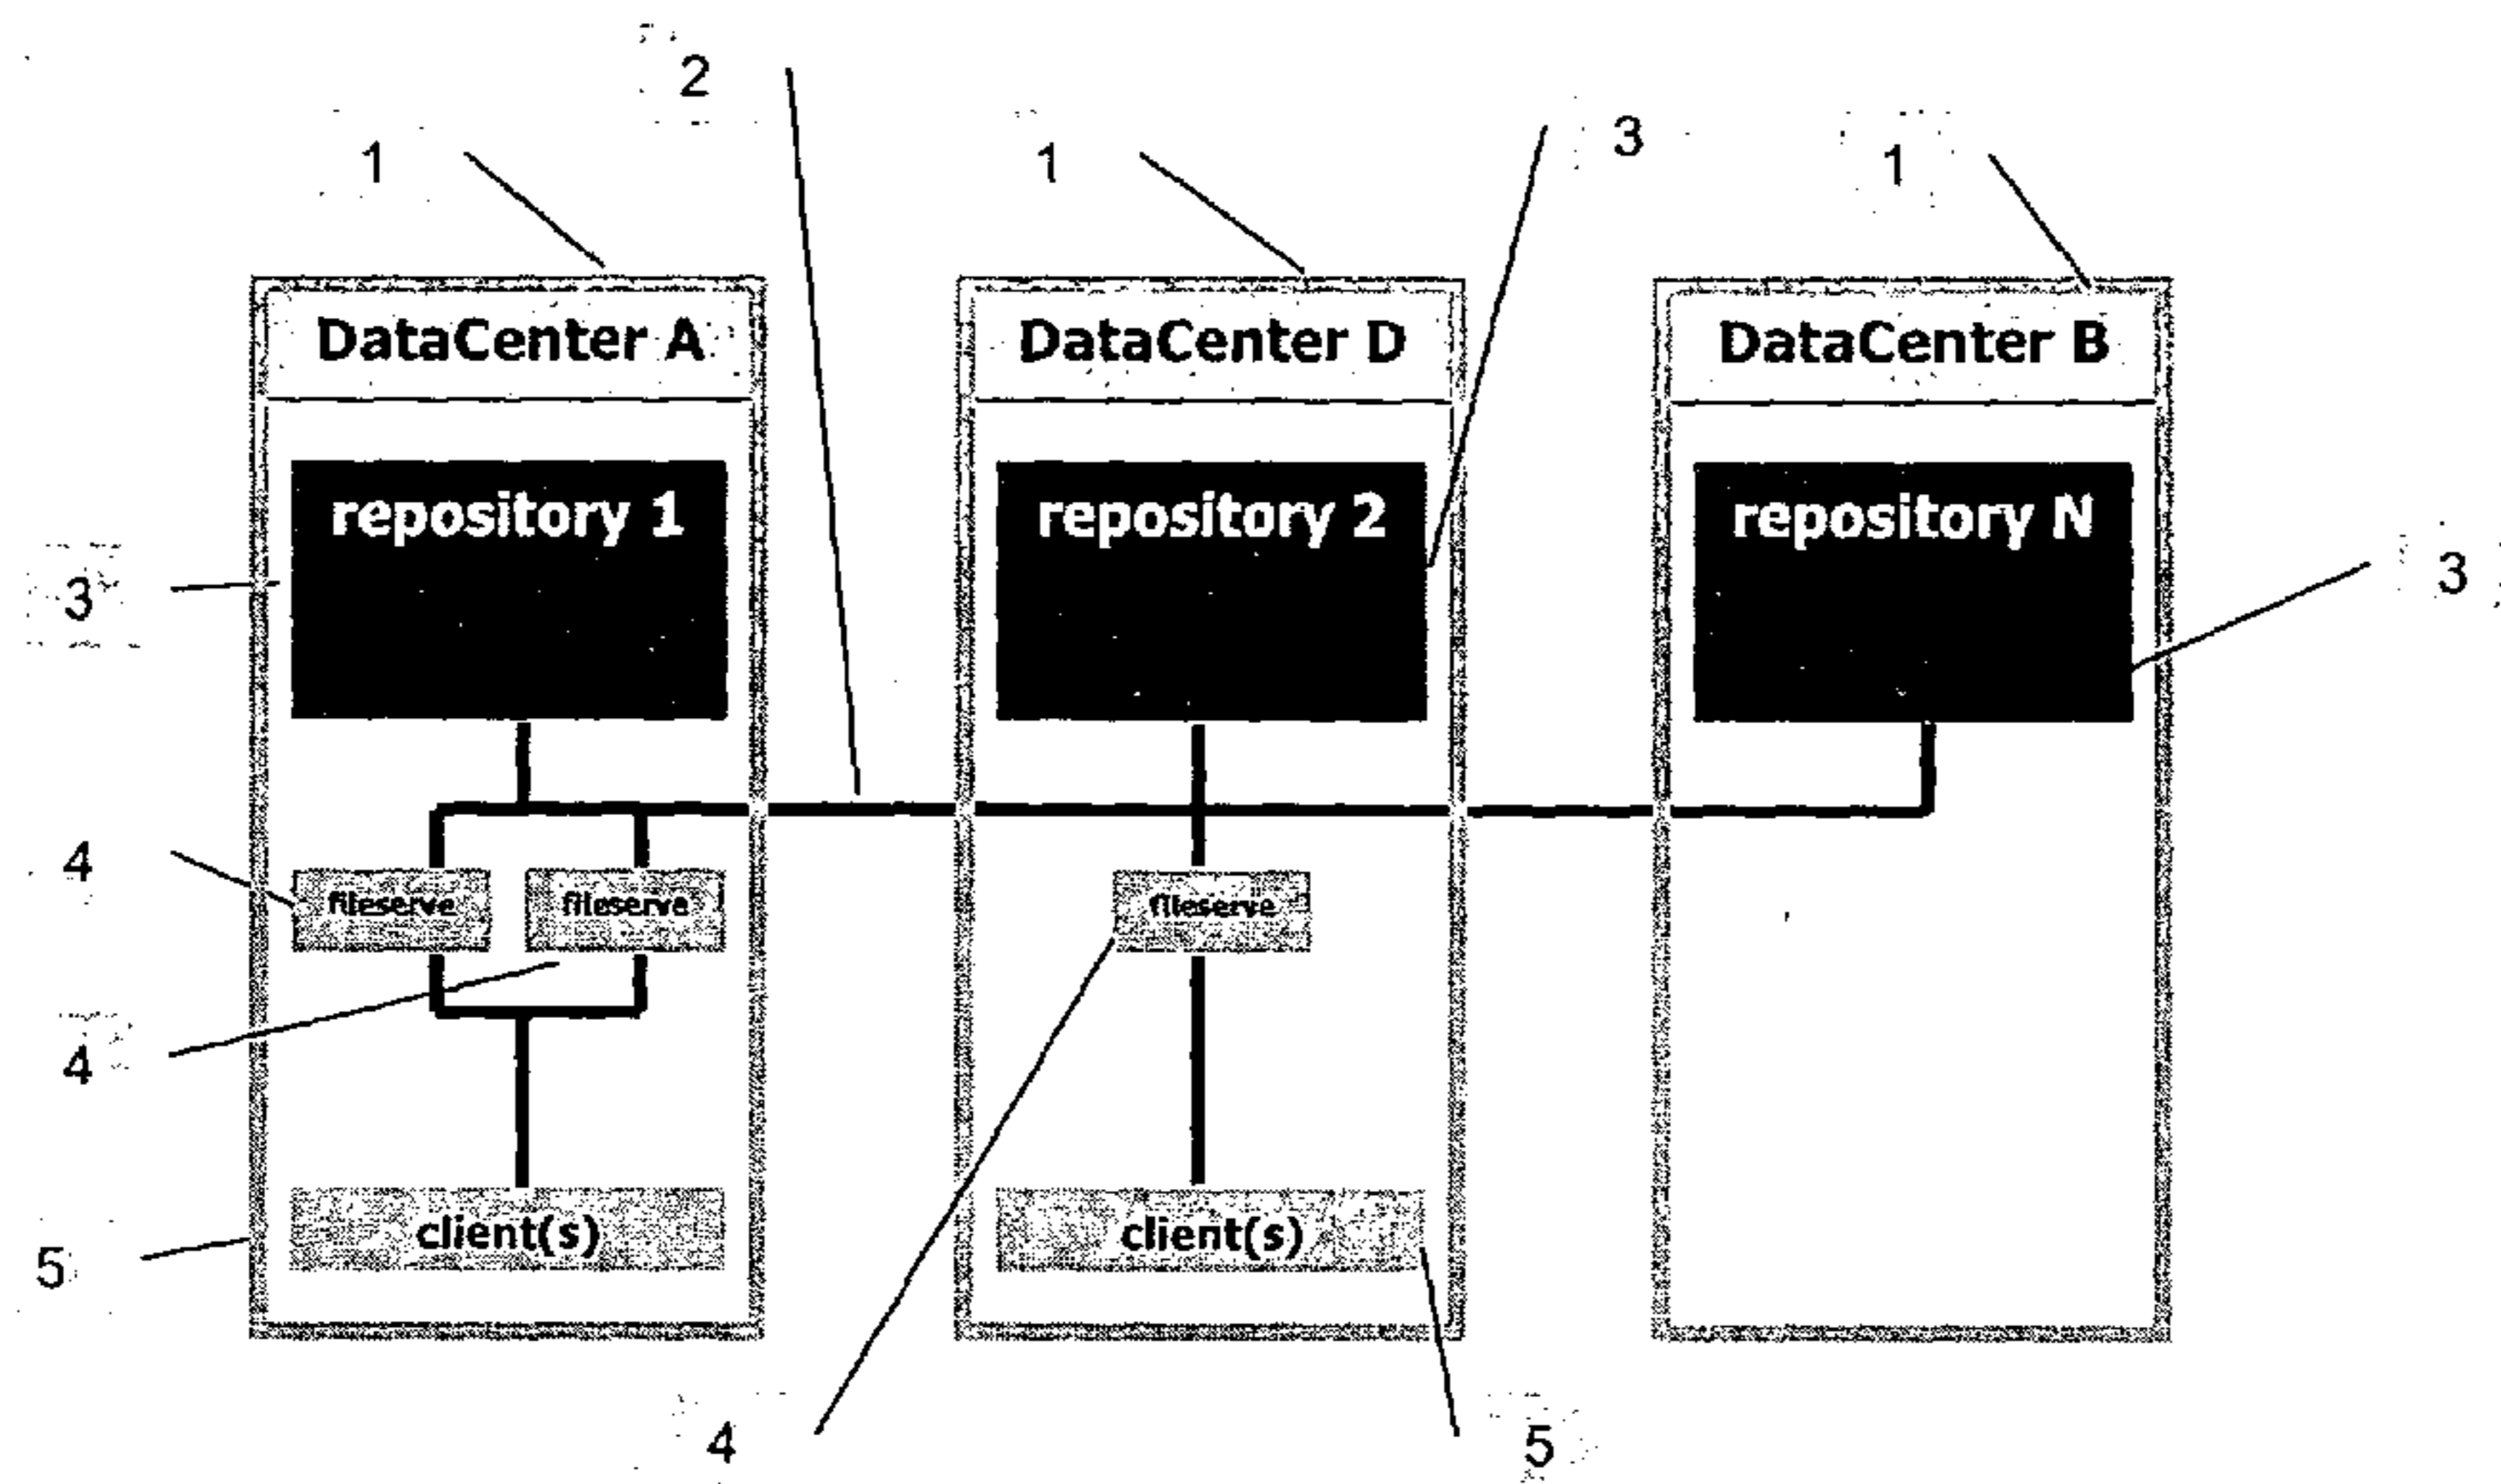 2
1
1
3
1
DataCenter A
DataCenter D
DataCenter B
repository 1
repository 2
repository N
3
3
4
fileserve
fileserve
fileserve
4
client(s)
client(s)
5
4
5